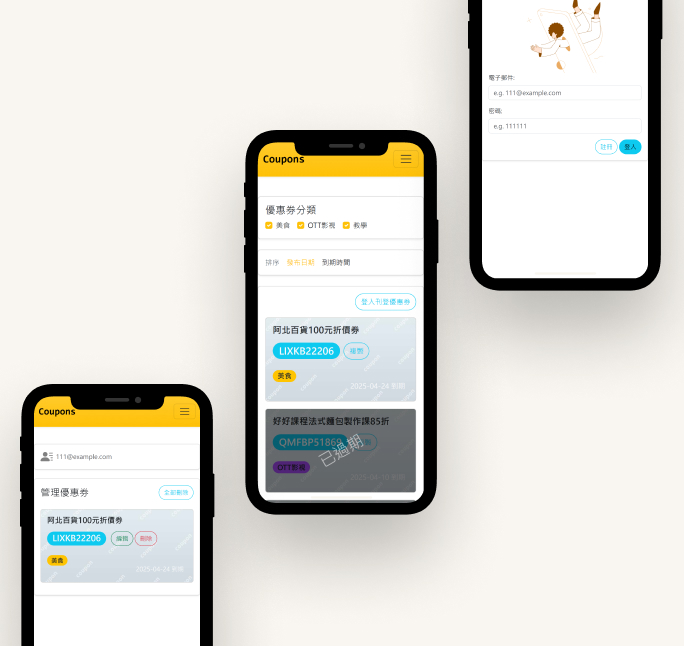 電子郵件:
e.g. 111@example.com
密碼:
e.g. 111111
註冊 登入
Coupons
優惠券分類
美食 OTT影視 教學
排序 發布日期 到期時間
登入刊登優惠券
阿北百貨100元折價券
LIXKB22206 複製
美食
2025-04-24 到期
好好課程法式麵包製作課85折
QMFBP51869
已過期
OTT影視
Coupons
111@example.com
管理優惠券 全部刪除
阿北百貨100元折價券
LIXKB22206 編輯 刪除
美食
2025-04-24 到期